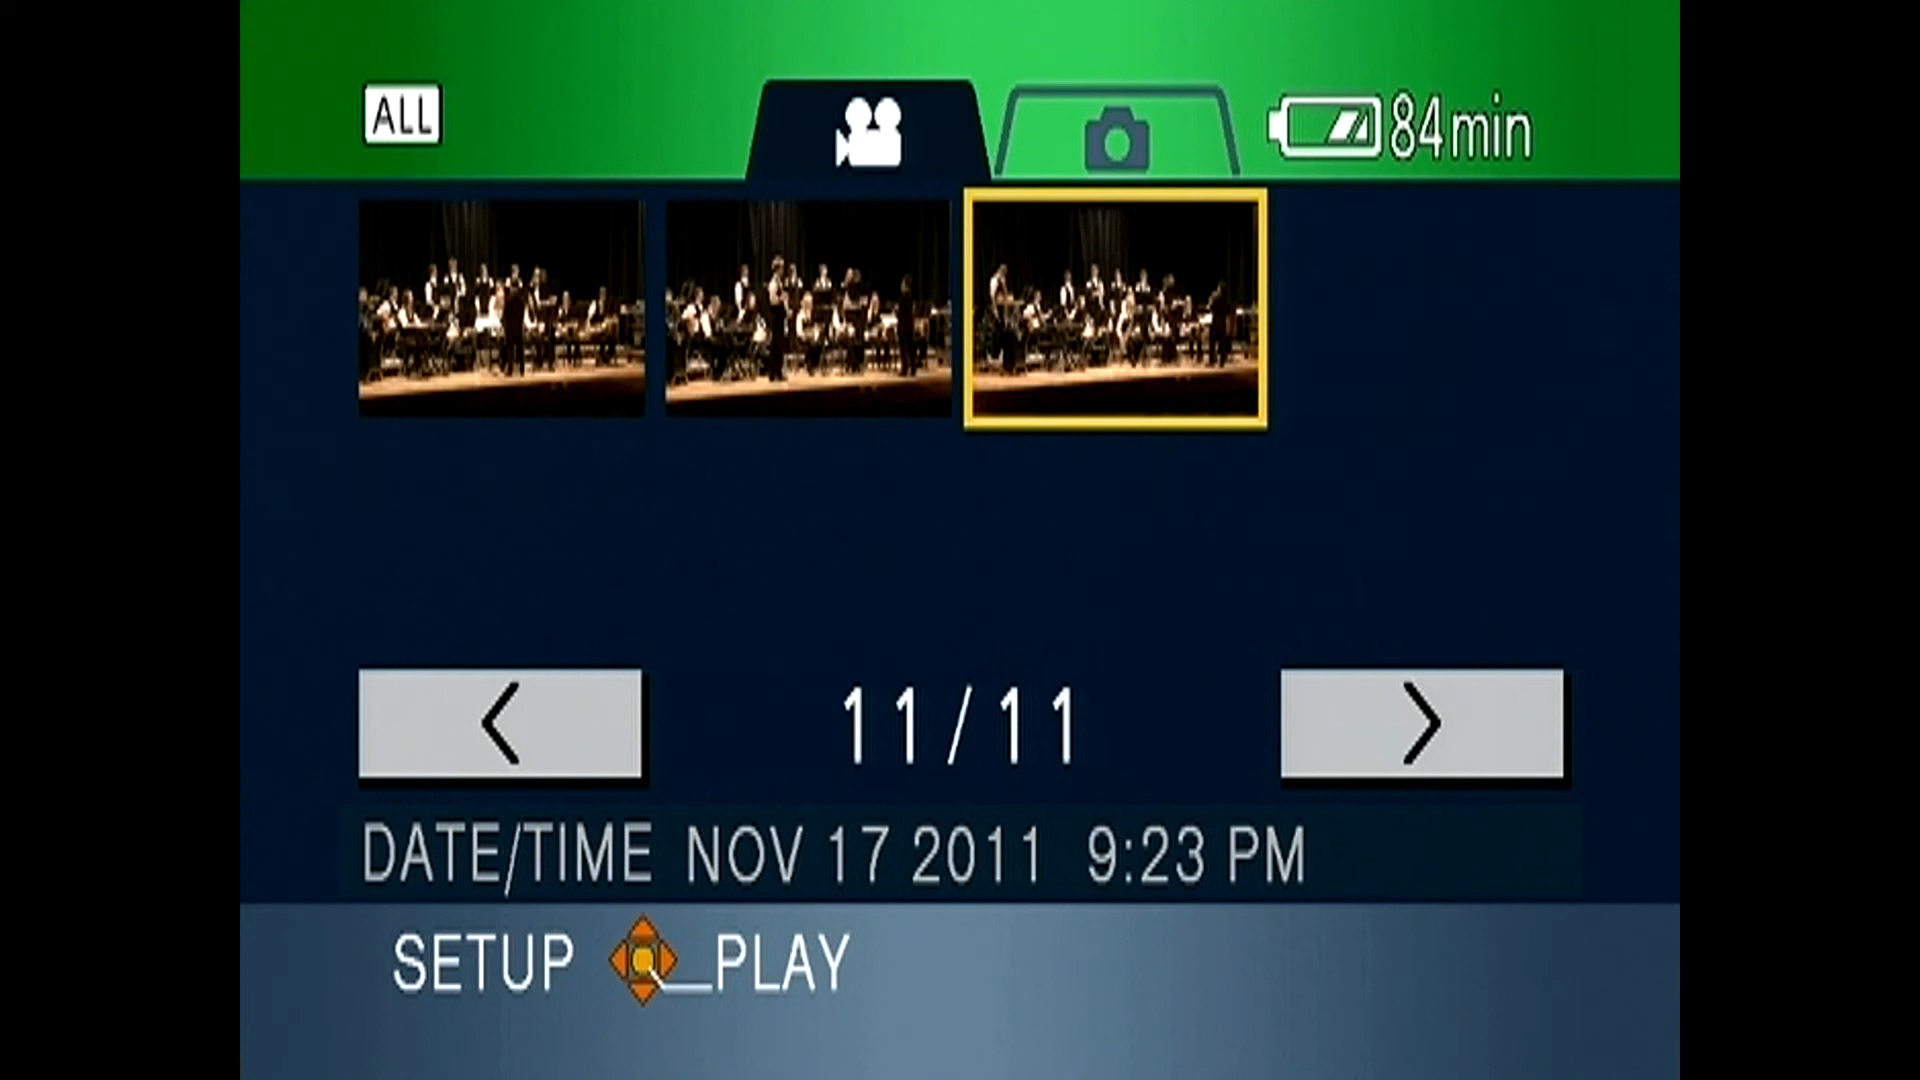 ALL
84min
11/11
DATE/TIME NOV 17 2011 9:23 PM
SETUP PLAY